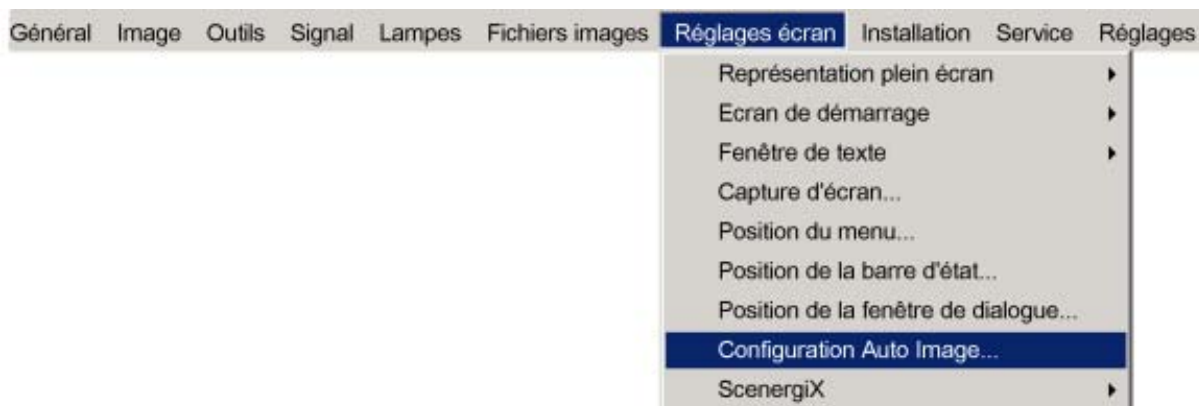 Général Image Outils Signal Lampes Fichiers images Réglages écran Installation Service Réglages
Représentation plein écran
Ecran de démarrage
Fenêtre de texte
Capture d'écran...
Position du menu...
Position de la barre d'état...
Position de la fenêtre de dialogue...
Configuration Auto Image...
ScenergiX